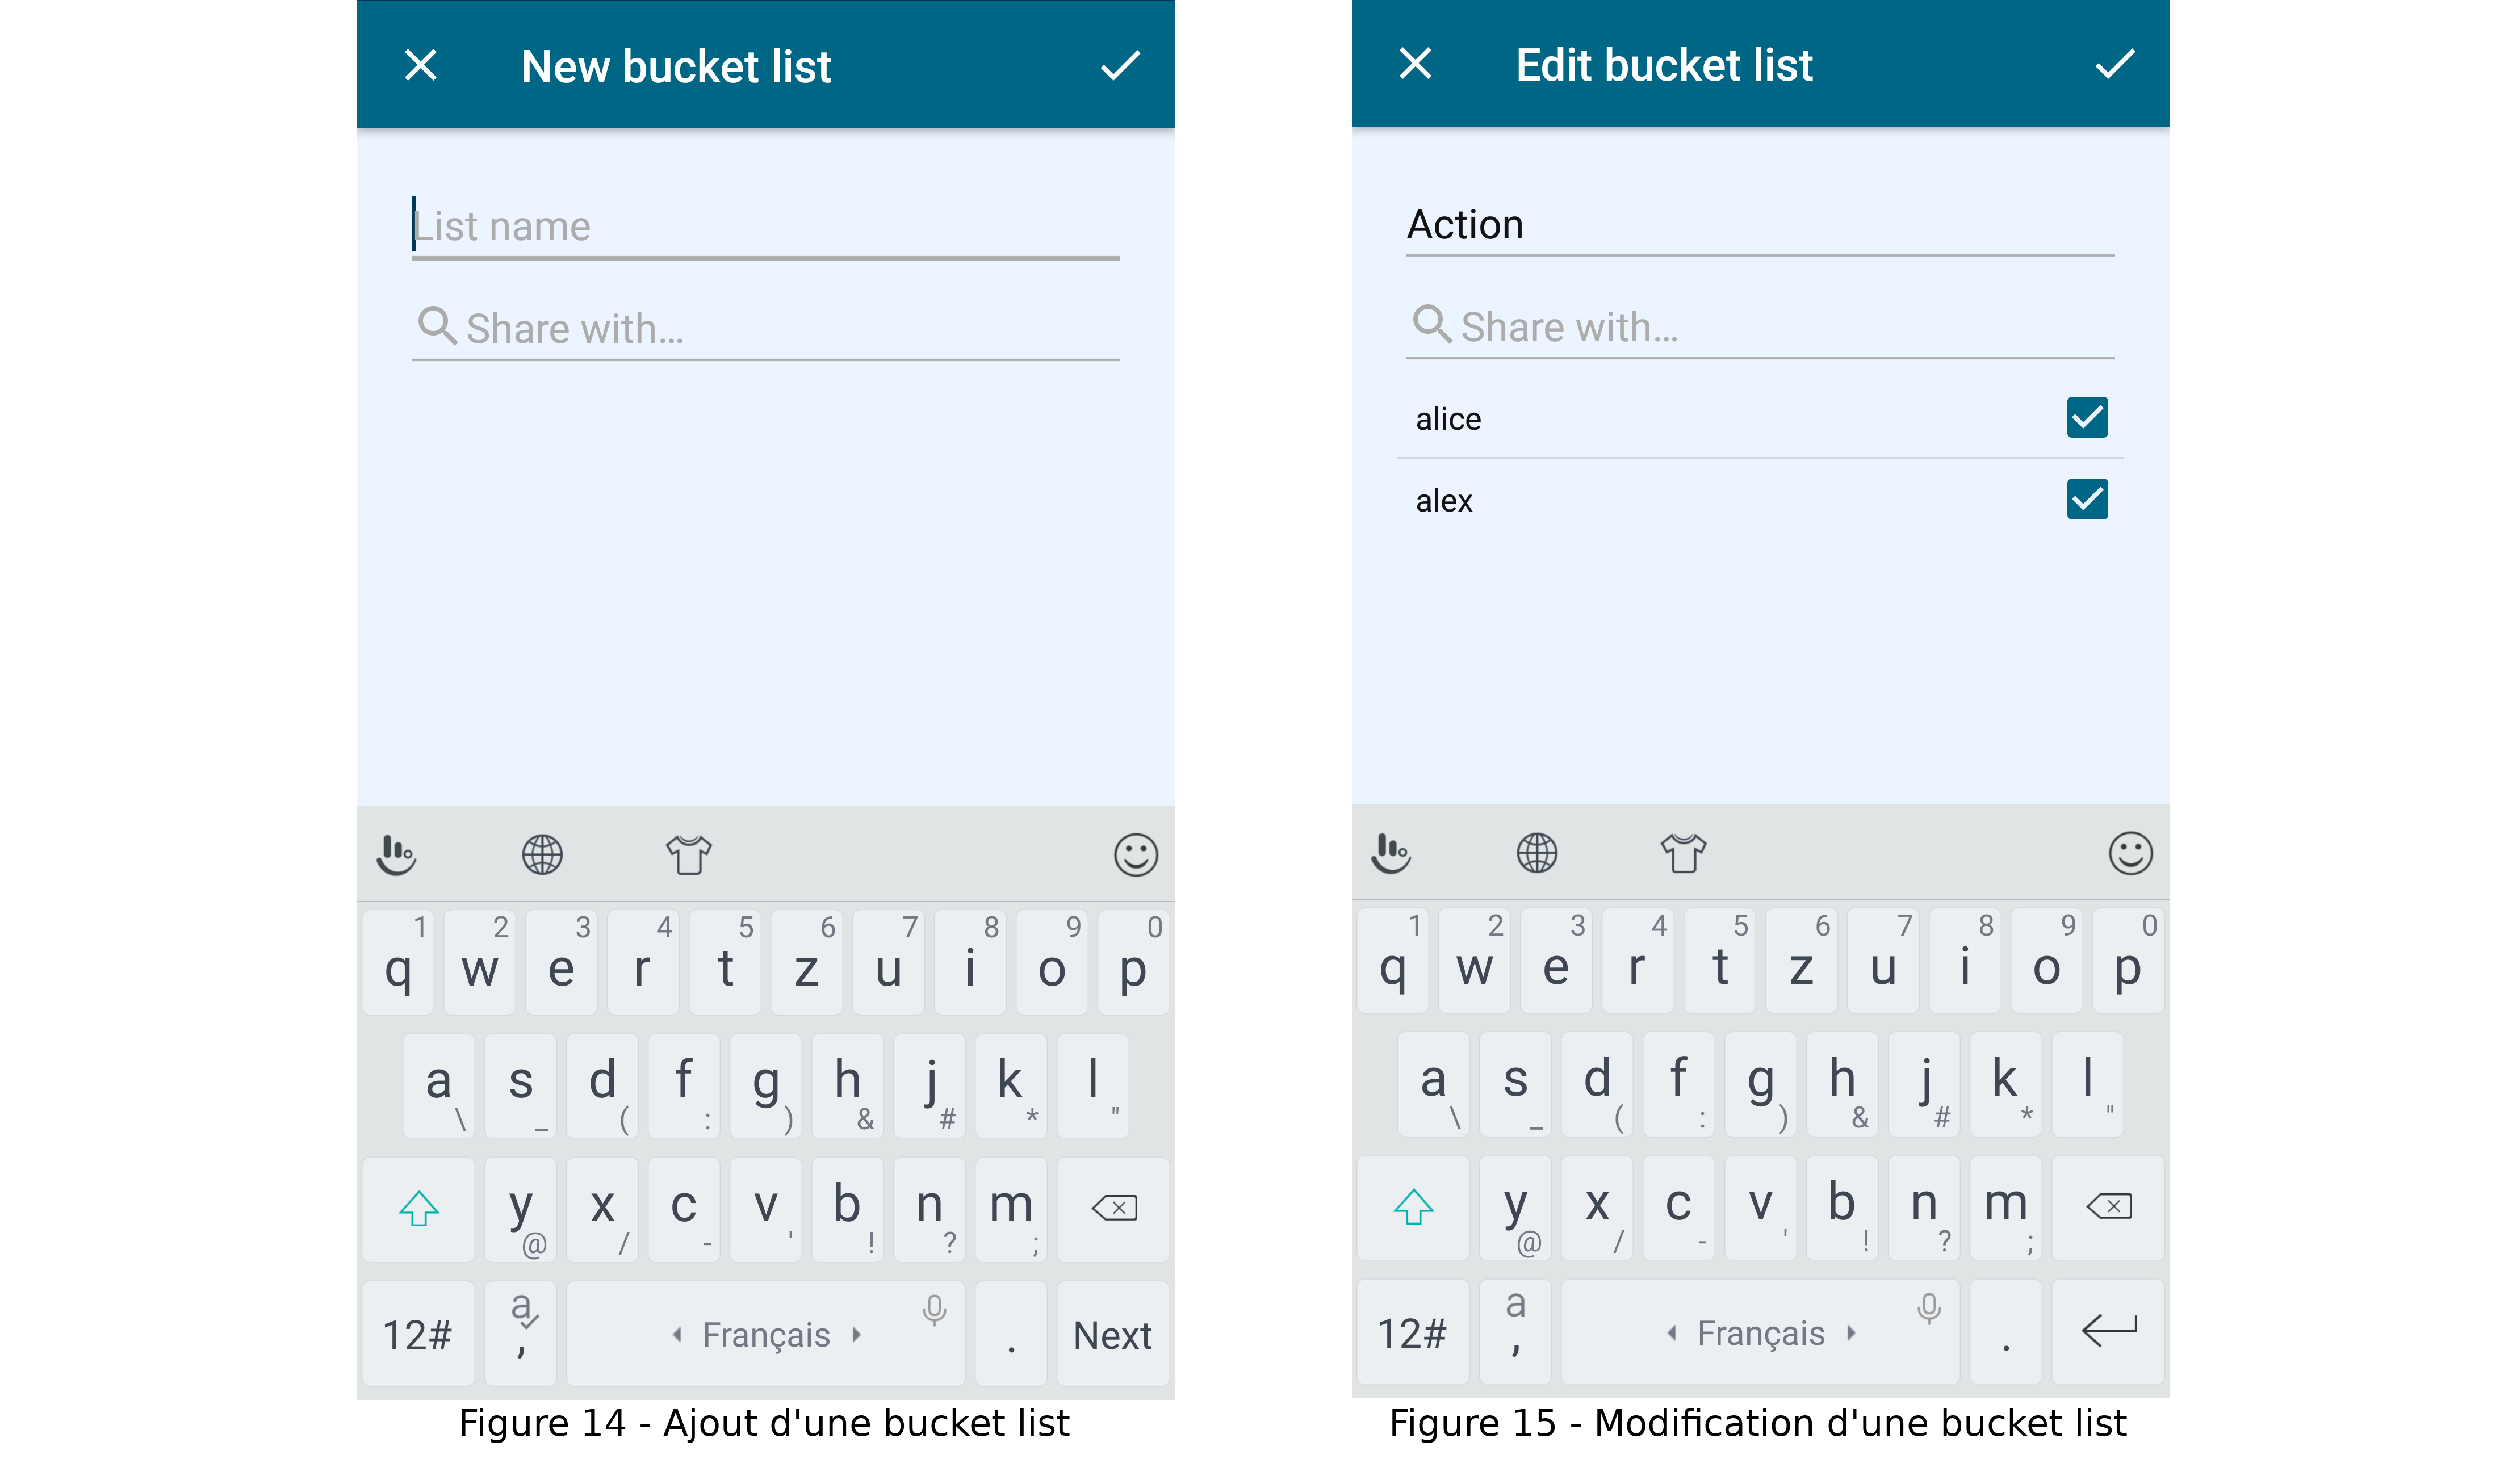 New bucket list
List name
Share with...
1 2 3 4 5 6 7 8 9 0
q w e r t z u i o p
a s d f g h j k l
\ _ ( : ) & # * "
y x c v b n m
@ / - ' ! ? ;
12# a , Français . Next
Figure 14 - Ajout d'une bucket list
Edit bucket list
Action
Share with...
alice
alex
1 2 3 4 5 6 7 8 9 0
q w e r t z u i o p
a s d f g h j k l
\ _ ( : ) & # * "
y x c v b n m
@ / - ' ! ? ;
12# a , Français .
Figure 15 - Modification d'une bucket list